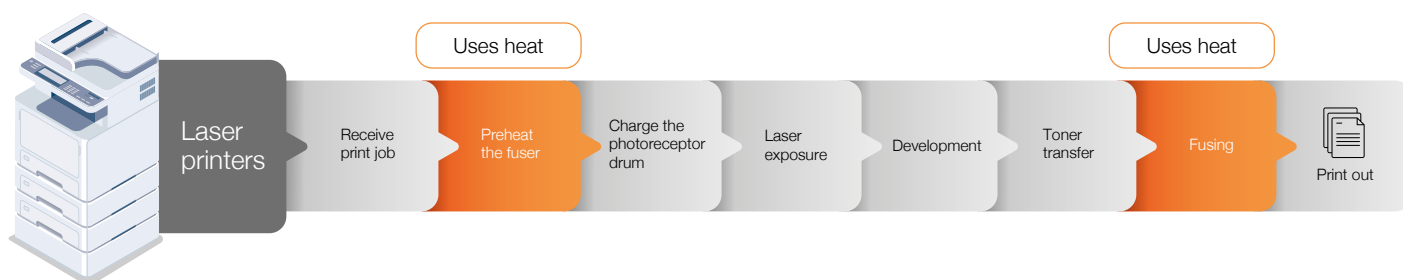 Uses heat
Uses heat
Laser
printers
Receive
print job
Preheat
the fuser
Charge the
photoreceptor
drum
Laser
exposure
Development
Toner
transfer
Fusing
Print out